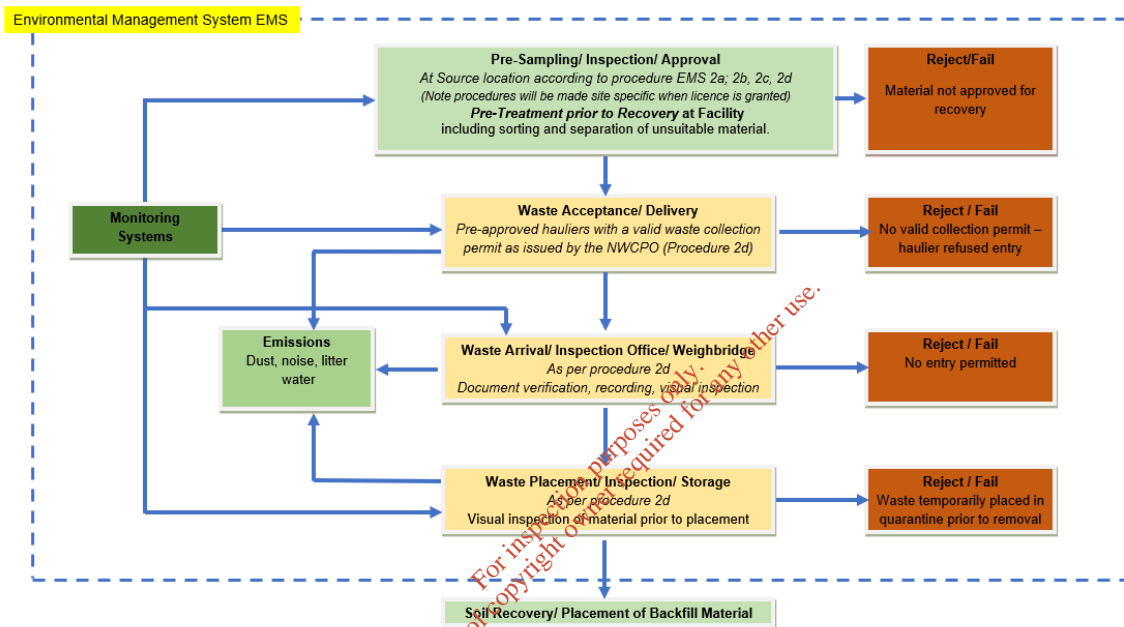 Environmental Management System EMS
Pre-Sampling/ Inspection/ Approval
At Source location according to procedure EMS 2a; 2b, 2c, 2d
(Note procedures will be made site specific when licence is granted)
Pre-Treatment prior to Recovery at Facility
including sorting and separation of unsuitable material.
Reject/Fail
Material not approved for
recovery
Monitoring
Systems
Waste Acceptance/ Delivery
Pre-approved hauliers with a valid waste collection
permit as issued by the NWCPO (Procedure 2d)
Reject / Fail
No valid collection permit –
haulier refused entry
Emissions
Dust, noise, litter
water
Waste Arrival/ Inspection Office/ Weighbridge
As per procedure 2d
Document verification, recording, visual inspection
Reject / Fail
No entry permitted
Waste Placement/ Inspection/ Storage
As per procedure 2d
Visual inspection of material prior to placement
Reject / Fail
Waste temporarily placed in
quarantine prior to removal
Soil Recovery/ Placement of Backfill Material
For inspection purposes only.
of copyright owner required for any other use.